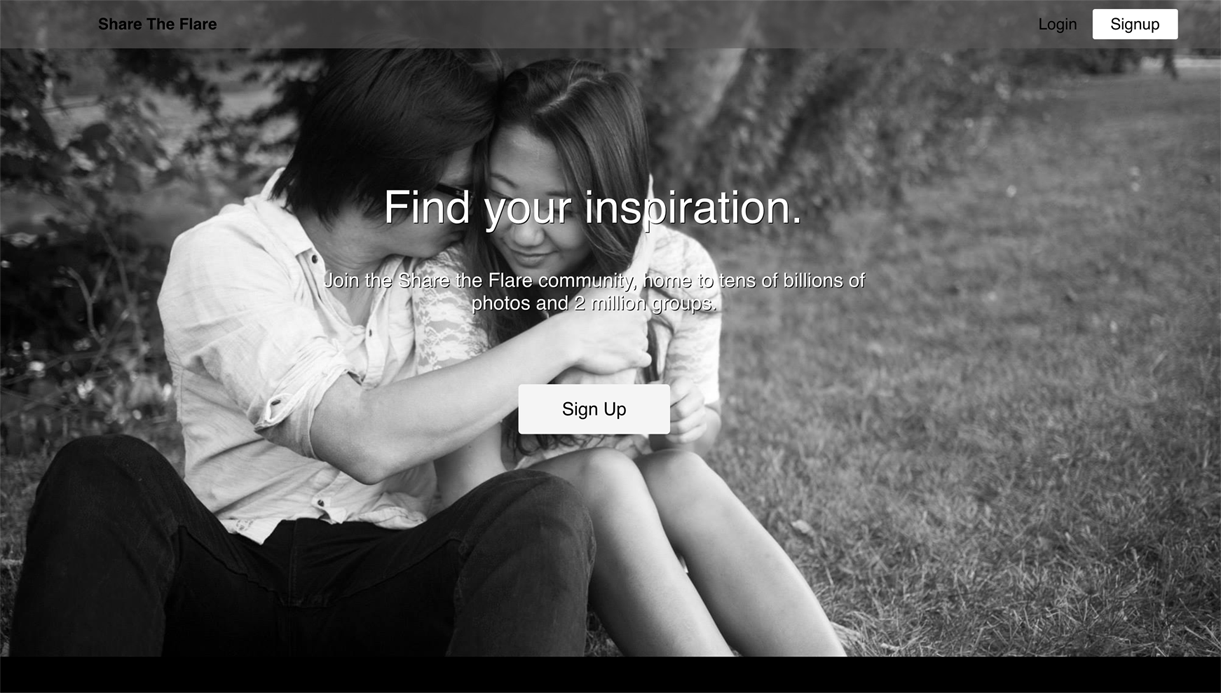 Share The Flare
Login
Signup
Find your inspiration.
Join the Share the Flare community, home to tens of billions of
photos and 2 million groups.
Sign Up